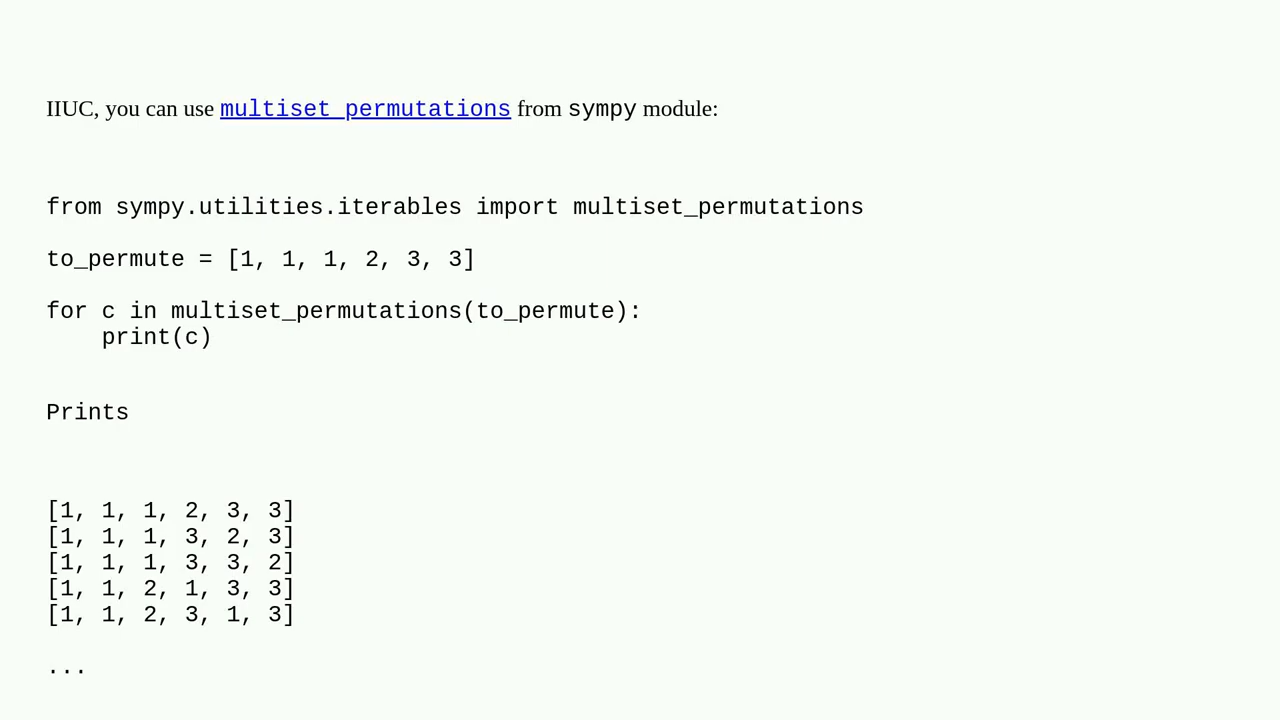 IIUC, you can use multiset_permutations from sympy module:
from sympy.utilities.iterables import multiset_permutations
to_permute = [1, 1, 1, 2, 3, 3]
for c in multiset_permutations(to_permute):
    print(c)
Prints
[1, 1, 1, 2, 3, 3]
[1, 1, 1, 3, 2, 3]
[1, 1, 1, 3, 3, 2]
[1, 1, 2, 1, 3, 3]
[1, 1, 2, 3, 1, 3]
...